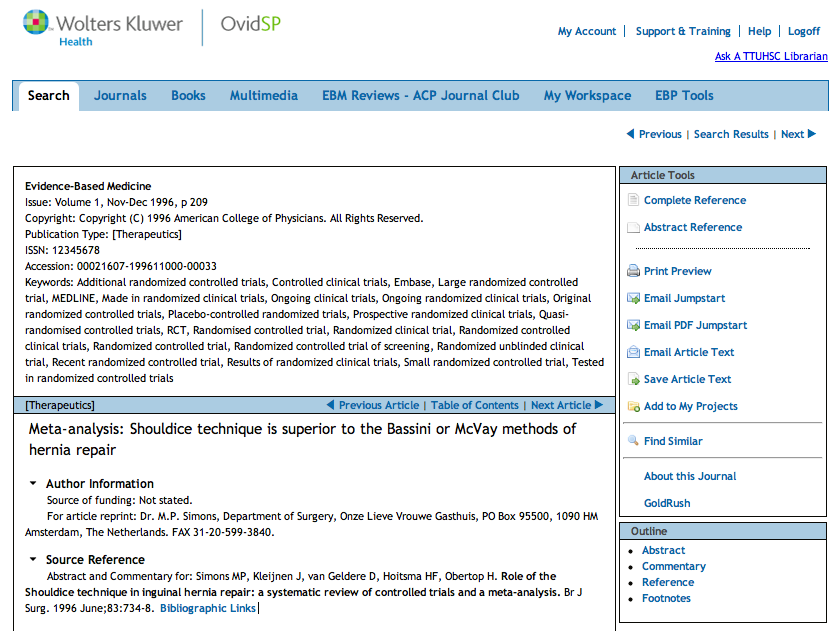 Wolters Kluwer
Health
OvidSP
My Account | Support & Training | Help | Logoff
Ask A TTUHSC Librarian
Search Journals Books Multimedia EBM Reviews - ACP Journal Club My Workspace EBP Tools
Previous | Search Results | Next
Evidence-Based Medicine
Issue: Volume 1, Nov-Dec 1996, p 209
Copyright: Copyright (C) 1996 American College of Physicians. All Rights Reserved.
Publication Type: [Therapeutics]
ISSN: 12345678
Accession: 00021607-199611000-00033
Keywords: Additional randomized controlled trials, Controlled clinical trials, Embase, Large randomized controlled
trial, MEDLINE, Made in randomized clinical trials, Ongoing clinical trials, Ongoing randomized clinical trials, Original
randomized controlled trials, Placebo-controlled randomized trials, Prospective randomized clinical trials, Quasi-
randomised controlled trials, RCT, Randomised controlled trial, Randomized clinical trial, Randomized controlled
clinical trials, Randomized controlled trial, Randomized controlled trial of screening, Randomized unblinded clinical
trial, Recent randomized controlled trial, Results of randomized clinical trials, Small randomized controlled trial, Tested
in randomized controlled trials
[Therapeutics] Previous Article | Table of Contents | Next Article
Meta-analysis: Shouldice technique is superior to the Bassini or McVay methods of
hernia repair
Author Information
Source of funding: Not stated.
For article reprint: Dr. M.P. Simons, Department of Surgery, Onze Lieve Vrouwe Gasthuis, PO Box 95500, 1090 HM
Amsterdam, The Netherlands. FAX 31-20-599-3840.
Source Reference
Abstract and Commentary for: Simons MP, Kleijnen J, van Geldere D, Hoitsma HF, Obertop H. Role of the
Shouldice technique in inguinal hernia repair: a systematic review of controlled trials and a meta-analysis. Br J
Surg. 1996 June;83:734-8. Bibliographic Links
Article Tools
Complete Reference
Abstract Reference
Print Preview
Email Jumpstart
Email PDF Jumpstart
Email Article Text
Save Article Text
Add to My Projects
Find Similar
About this Journal
GoldRush
Outline
Abstract
Commentary
Reference
Footnotes